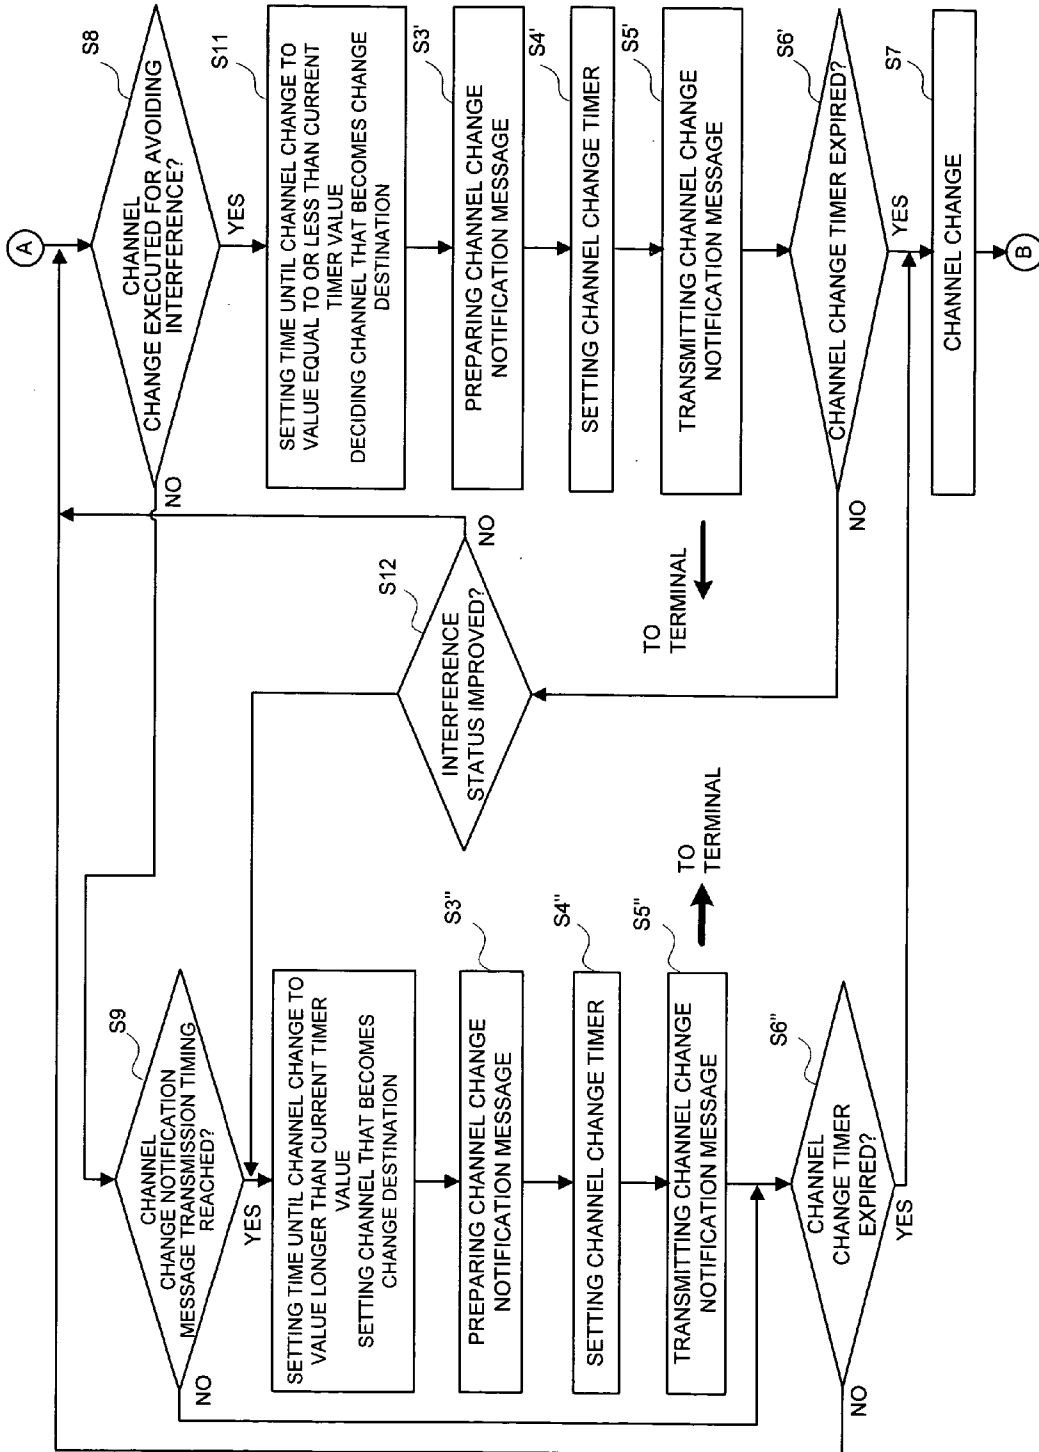 A
S8
CHANNEL
CHANGE EXECUTED FOR AVOIDING
INTERFERENCE?
NO
YES
S11
SETTING TIME UNTIL CHANNEL CHANGE TO
VALUE EQUAL TO OR LESS THAN CURRENT
TIMER VALUE
DECIDING CHANNEL THAT BECOMES CHANGE
DESTINATION
S3'
PREPARING CHANNEL CHANGE
NOTIFICATION MESSAGE
S4'
SETTING CHANNEL CHANGE TIMER
S5'
TRANSMITTING CHANNEL CHANGE
NOTIFICATION MESSAGE
TO
TERMINAL
S6'
CHANNEL CHANGE TIMER EXPIRED?
NO
YES
S7
CHANNEL CHANGE
B
S12
INTERFERENCE
STATUS IMPROVED?
NO
S9
CHANNEL
CHANGE NOTIFICATION
MESSAGE TRANSMISSION TIMING
REACHED?
NO
YES
SETTING TIME UNTIL CHANNEL CHANGE TO
VALUE LONGER THAN CURRENT TIMER
VALUE
SETTING CHANNEL THAT BECOMES
CHANGE DESTINATION
S3"
PREPARING CHANNEL CHANGE
NOTIFICATION MESSAGE
S4"
SETTING CHANNEL CHANGE TIMER
S5"
TRANSMITTING CHANNEL CHANGE
NOTIFICATION MESSAGE
TO
TERMINAL
S6"
CHANNEL
CHANGE TIMER
EXPIRED?
NO
YES